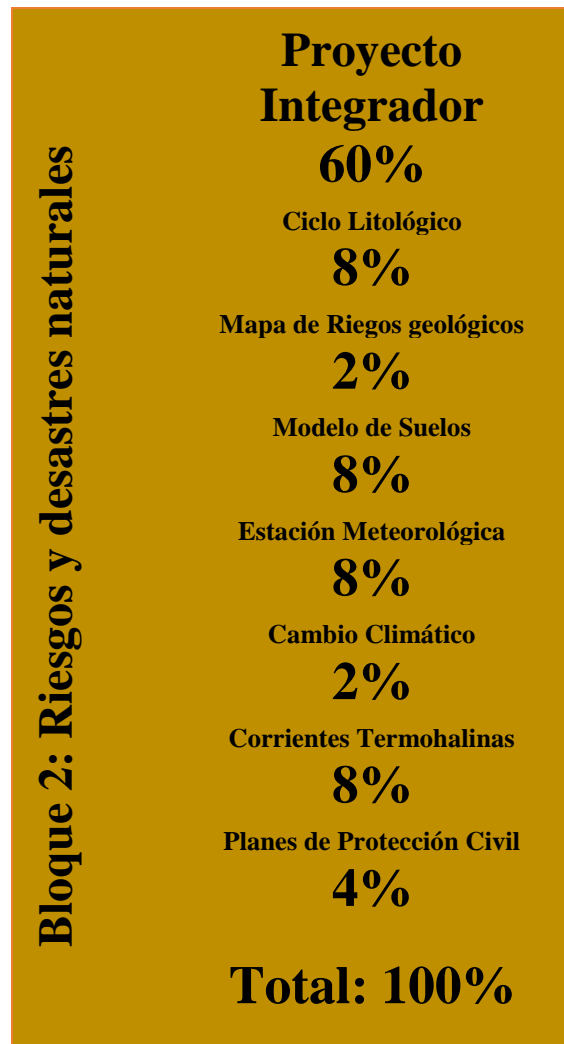 Bloque 2: Riesgos y desastres naturales
Proyecto
Integrador
60%
Ciclo Litológico
8%
Mapa de Riegos geológicos
2%
Modelo de Suelos
8%
Estación Meteorológica
8%
Cambio Climático
2%
Corrientes Termohalinas
8%
Planes de Protección Civil
4%
Total: 100%